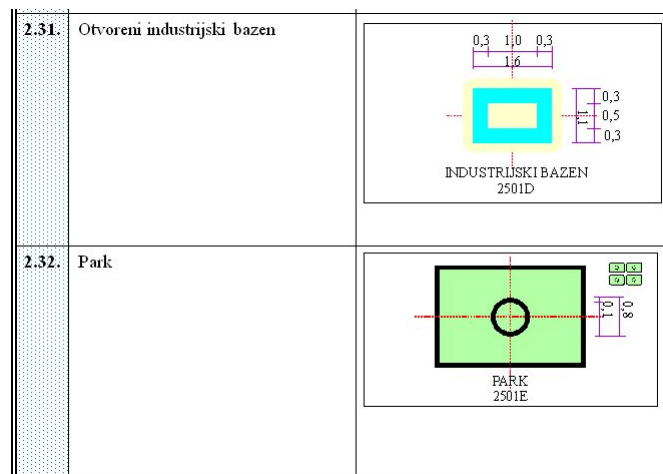 2.31. Otvoreni industrijski bazen
0,3 1,0 0,3
1,6
0,3
0,5
0,3
1,1
INDUSTRIJSKI BAZEN
2501D
2.32. Park
0,1 0,8
PARK
2501E